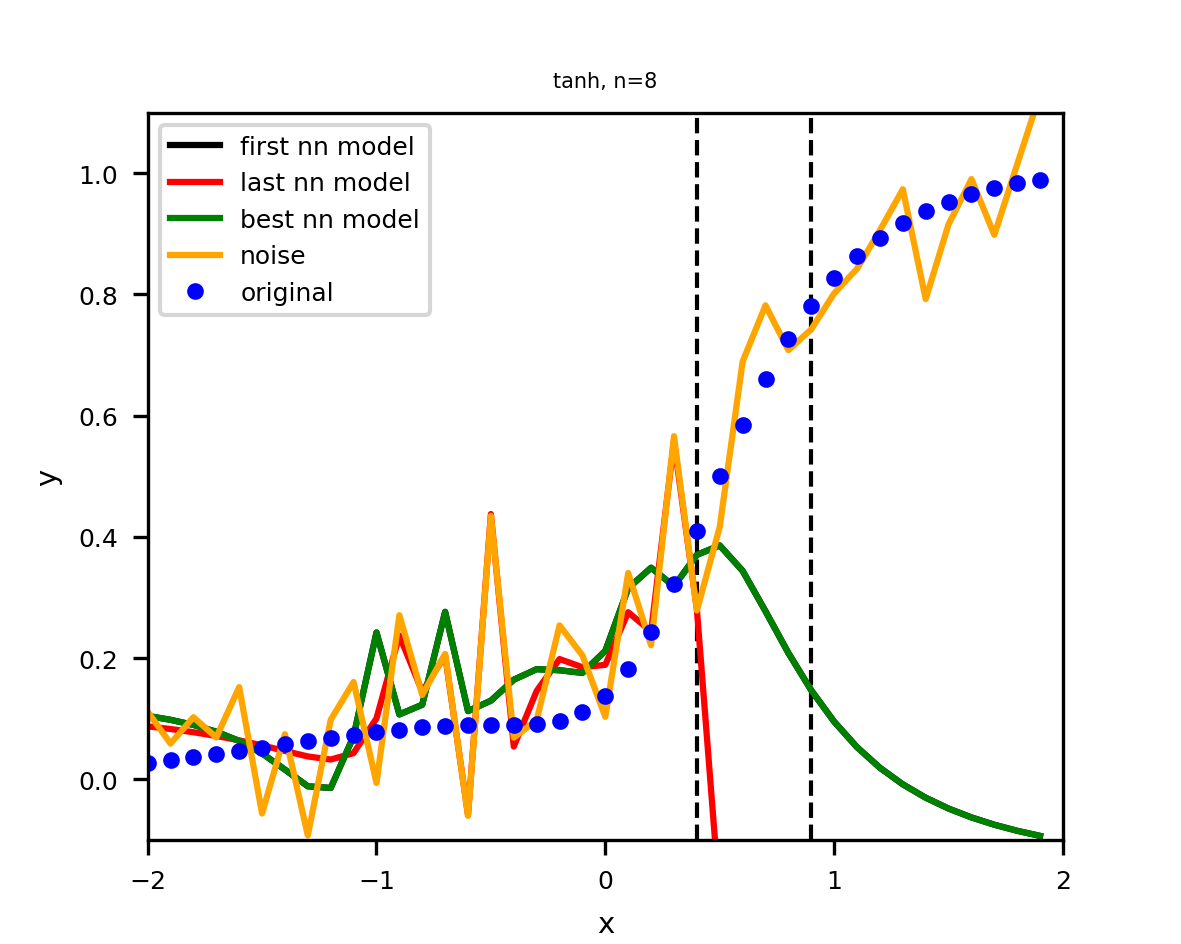 tanh, n=8
first nn model
last nn model
best nn model
noise
original
1.0
0.8
0.6
0.4
0.2
0.0
y
−2
−1
0
1
2
x